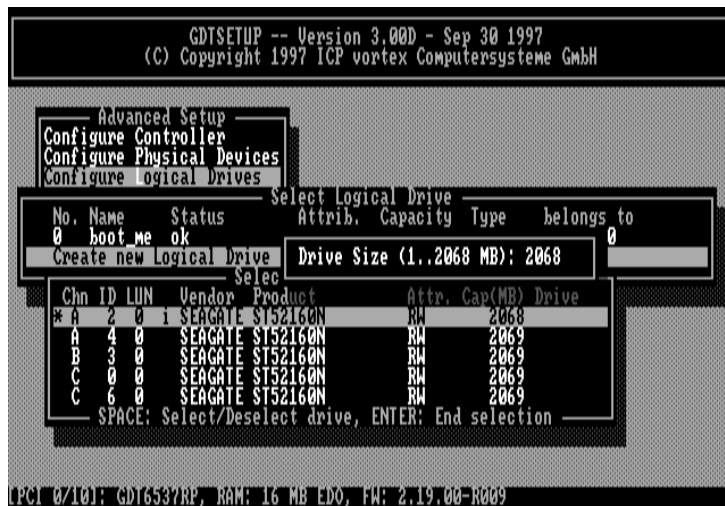 GDTSETUP -- Version 3.00D - Sep 30 1997
(C) Copyright 1997 ICP vortex Computersysteme GmbH
Advanced Setup
Configure Controller
Configure Physical Devices
Configure Logical Drives
Select Logical Drive
No. Name Status Attrib. Capacity Type belongs to
0 boot_me ok 0
Create new Logical Drive
Drive Size (1..2068 MB): 2068
Selec
Chn ID LUN Vendor Product Attr. Cap(MB) Drive
* A 2 0 i SEAGATE ST52160N RW 2068
A 4 0 SEAGATE ST52160N RW 2069
B 3 0 SEAGATE ST52160N RW 2069
C 0 0 SEAGATE ST52160N RW 2069
C 6 0 SEAGATE ST52160N RW 2069
SPACE: Select/Deselect drive, ENTER: End selection
[PCI 0/10]: GDT6537RP, RAM: 16 MB EDO, FW: 2.19.00-R009